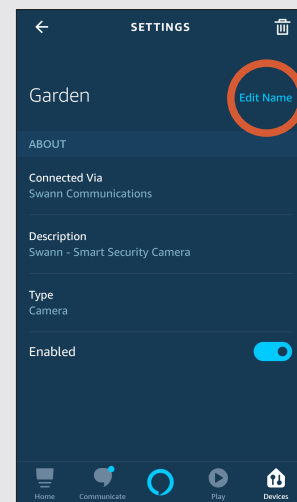 SETTINGS
Garden
Edit Name
ABOUT
Connected Via
Swann Communications
Description
Swann - Smart Security Camera
Type
Camera
Enabled
Home Communicate Play Devices